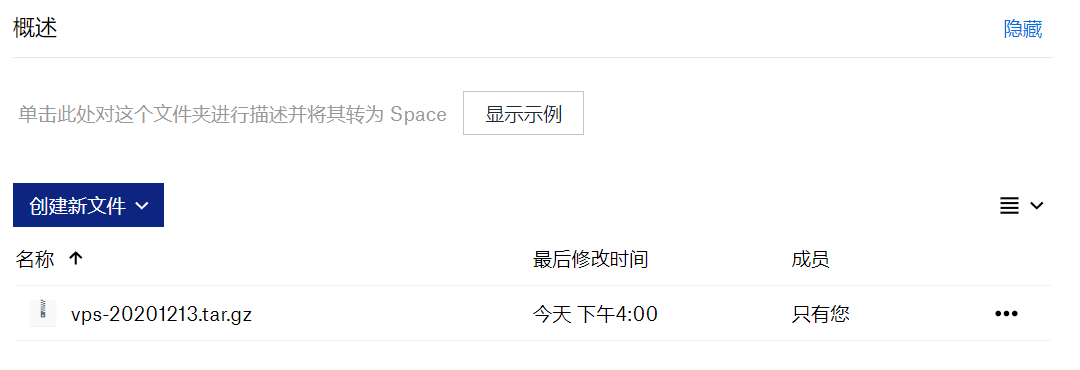 概述
隐藏
单击此处对这个文件夹进行描述并将其转为 Space
显示示例
创建新文件
名称 最后修改时间 成员
vps-20201213.tar.gz 今天 下午4:00 只有您